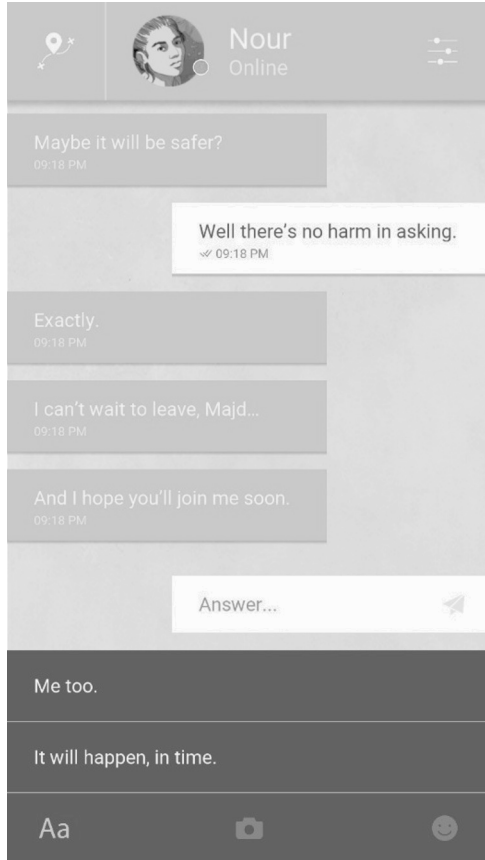 Nour
Online
Maybe it will be safer?
09:18 PM
Well there's no harm in asking.
09:18 PM
Exactly.
09:18 PM
I can't wait to leave, Majd...
09:18 PM
And I hope you'll join me soon.
09:18 PM
Answer...
Me too.
It will happen, in time.
Aa